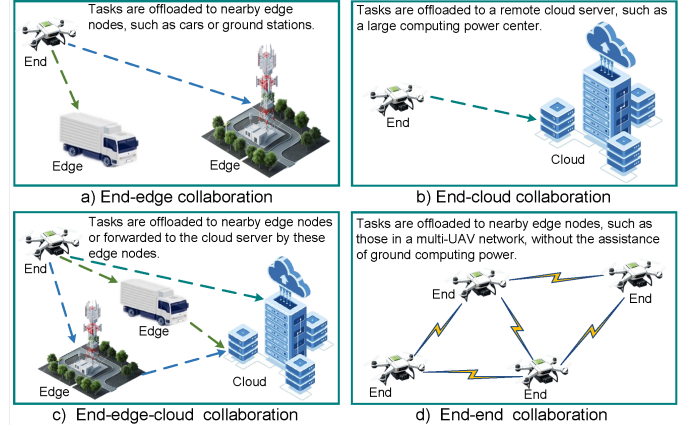 Tasks are offloaded to nearby edge
nodes, such as cars or ground stations.
End
Edge
Edge
a) End-edge collaboration
Tasks are offloaded to a remote cloud server, such as
a large computing power center.
End
Cloud
b) End-cloud collaboration
Tasks are offloaded to nearby edge nodes
or forwarded to the cloud server by these
edge nodes.
End
Edge
Edge
Cloud
c) End-edge-cloud collaboration
Tasks are offloaded to nearby edge nodes, such as
those in a multi-UAV network, without the assistance
of ground computing power.
End
End
End
End
d) End-end collaboration